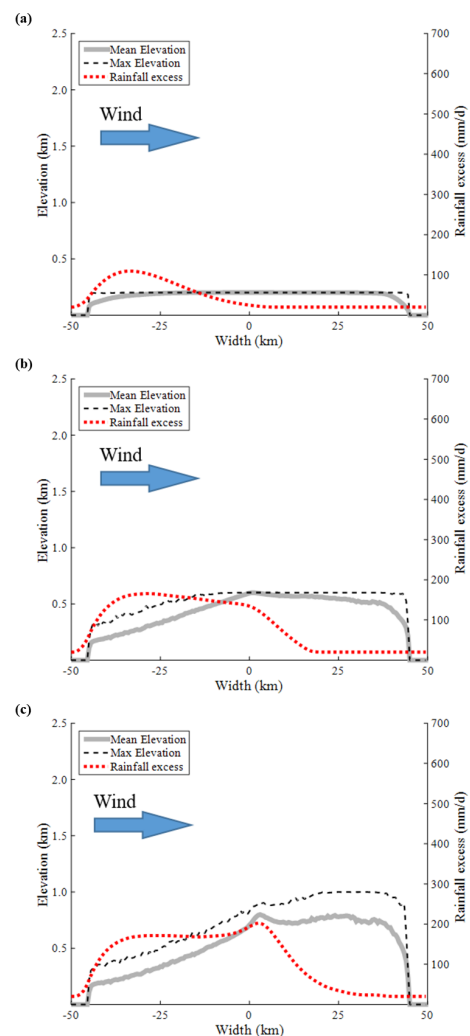 (a)
2.5
2.0
1.5
1.0
0.5
700
600
500
400
300
200
100
Mean Elevation
Max Elevation
Rainfall excess
Wind
Elevation (km)
Rainfall excess (mm/d)
-50
-25
0
25
50
Width (km)
(b)
2.5
2.0
1.5
1.0
0.5
700
600
500
400
300
200
100
Mean Elevation
Max Elevation
Rainfall excess
Wind
Elevation (km)
Rainfall excess (mm/d)
-50
-25
0
25
50
Width (km)
(c)
2.5
2.0
1.5
1.0
0.5
700
600
500
400
300
200
100
Mean Elevation
Max Elevation
Rainfall excess
Wind
Elevation (km)
Rainfall excess (mm/d)
-50
-25
0
25
50
Width (km)